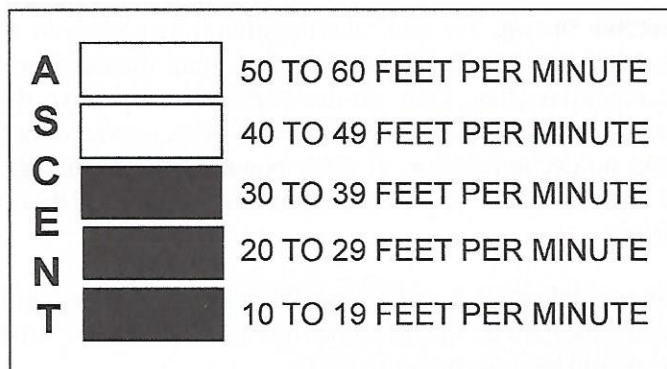 ASCENT
50 TO 60 FEET PER MINUTE
40 TO 49 FEET PER MINUTE
30 TO 39 FEET PER MINUTE
20 TO 29 FEET PER MINUTE
10 TO 19 FEET PER MINUTE